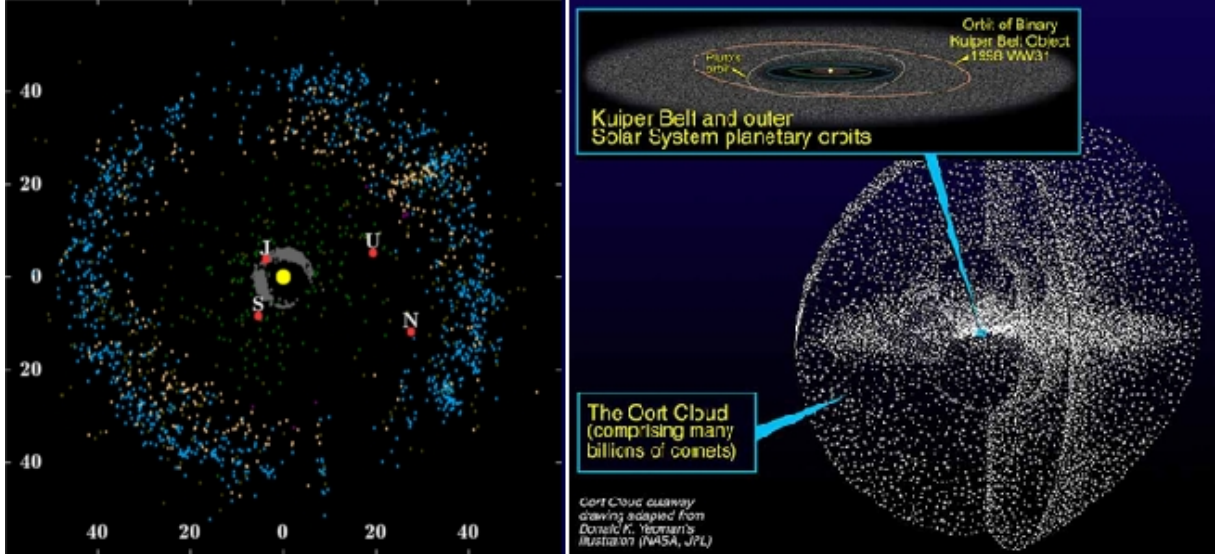 40
20
0
20
40
40
20
0
20
40
J
U
S
N
Orbit of Binary
Kuiper Belt Object
1998 WW31
Pluto's
orbit
Kuiper Belt and outer
Solar System planetary orbits
The Oort Cloud
(comprising many
billions of comets)
Oort Cloud cutaway
drawing adapted from
Donald K. Yeoman's
illustration (NASA, JPL)